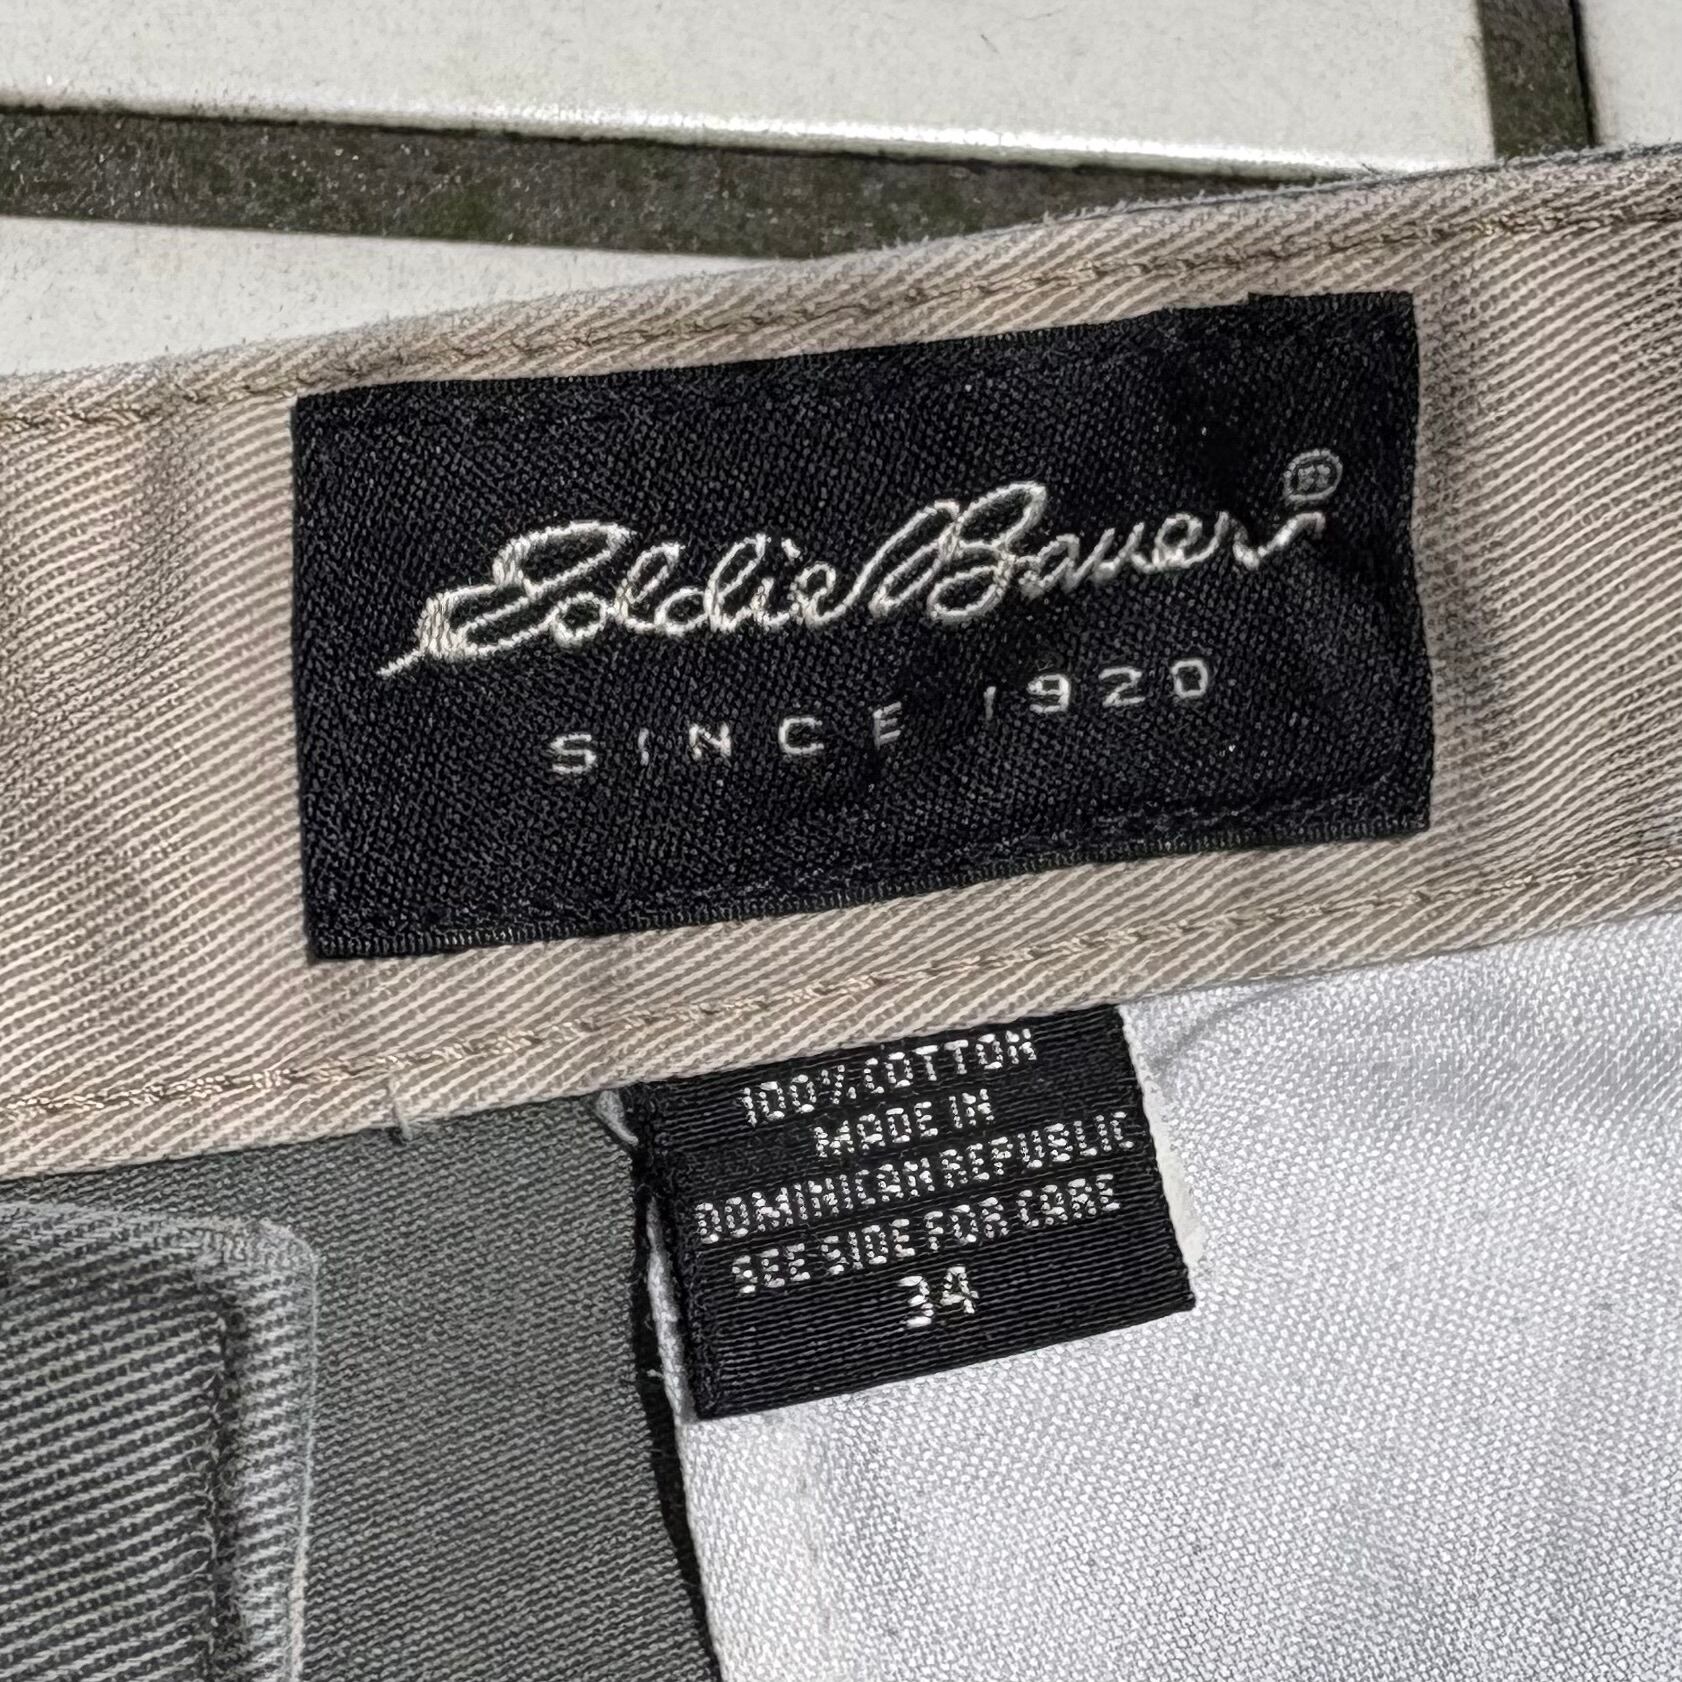 Eddie Bauer®
SINCE 1920
100% COTTON
MADE IN
DOMINICAN REPUBLIC
SEE SIDE FOR CARE
34